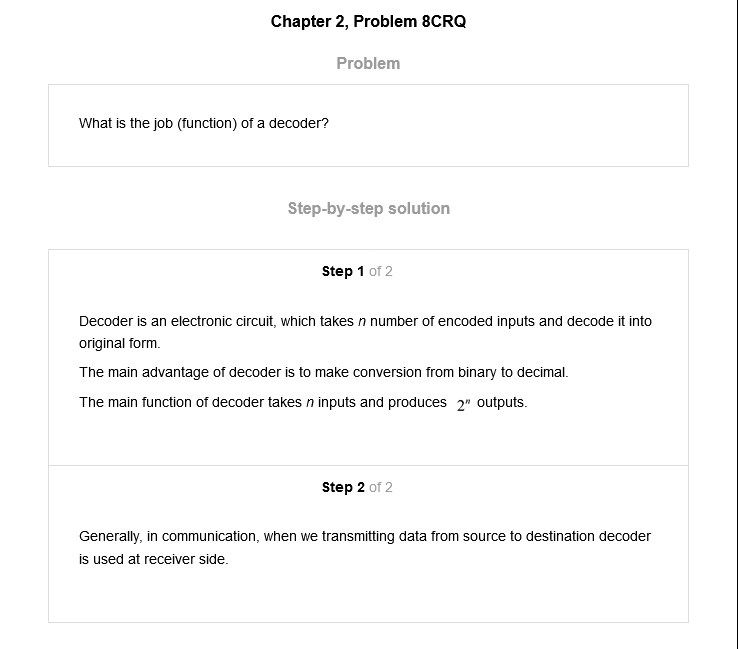 Chapter 2, Problem 8CRQ
Problem
What is the job (function) of a decoder?
Step-by-step solution
Step 1 of 2
Decoder is an electronic circuit, which takes n number of encoded inputs and decode it into
original form.
The main advantage of decoder is to make conversion from binary to decimal.
The main function of decoder takes n inputs and produces 2ⁿ outputs.
Step 2 of 2
Generally, in communication, when we transmitting data from source to destination decoder
is used at receiver side.